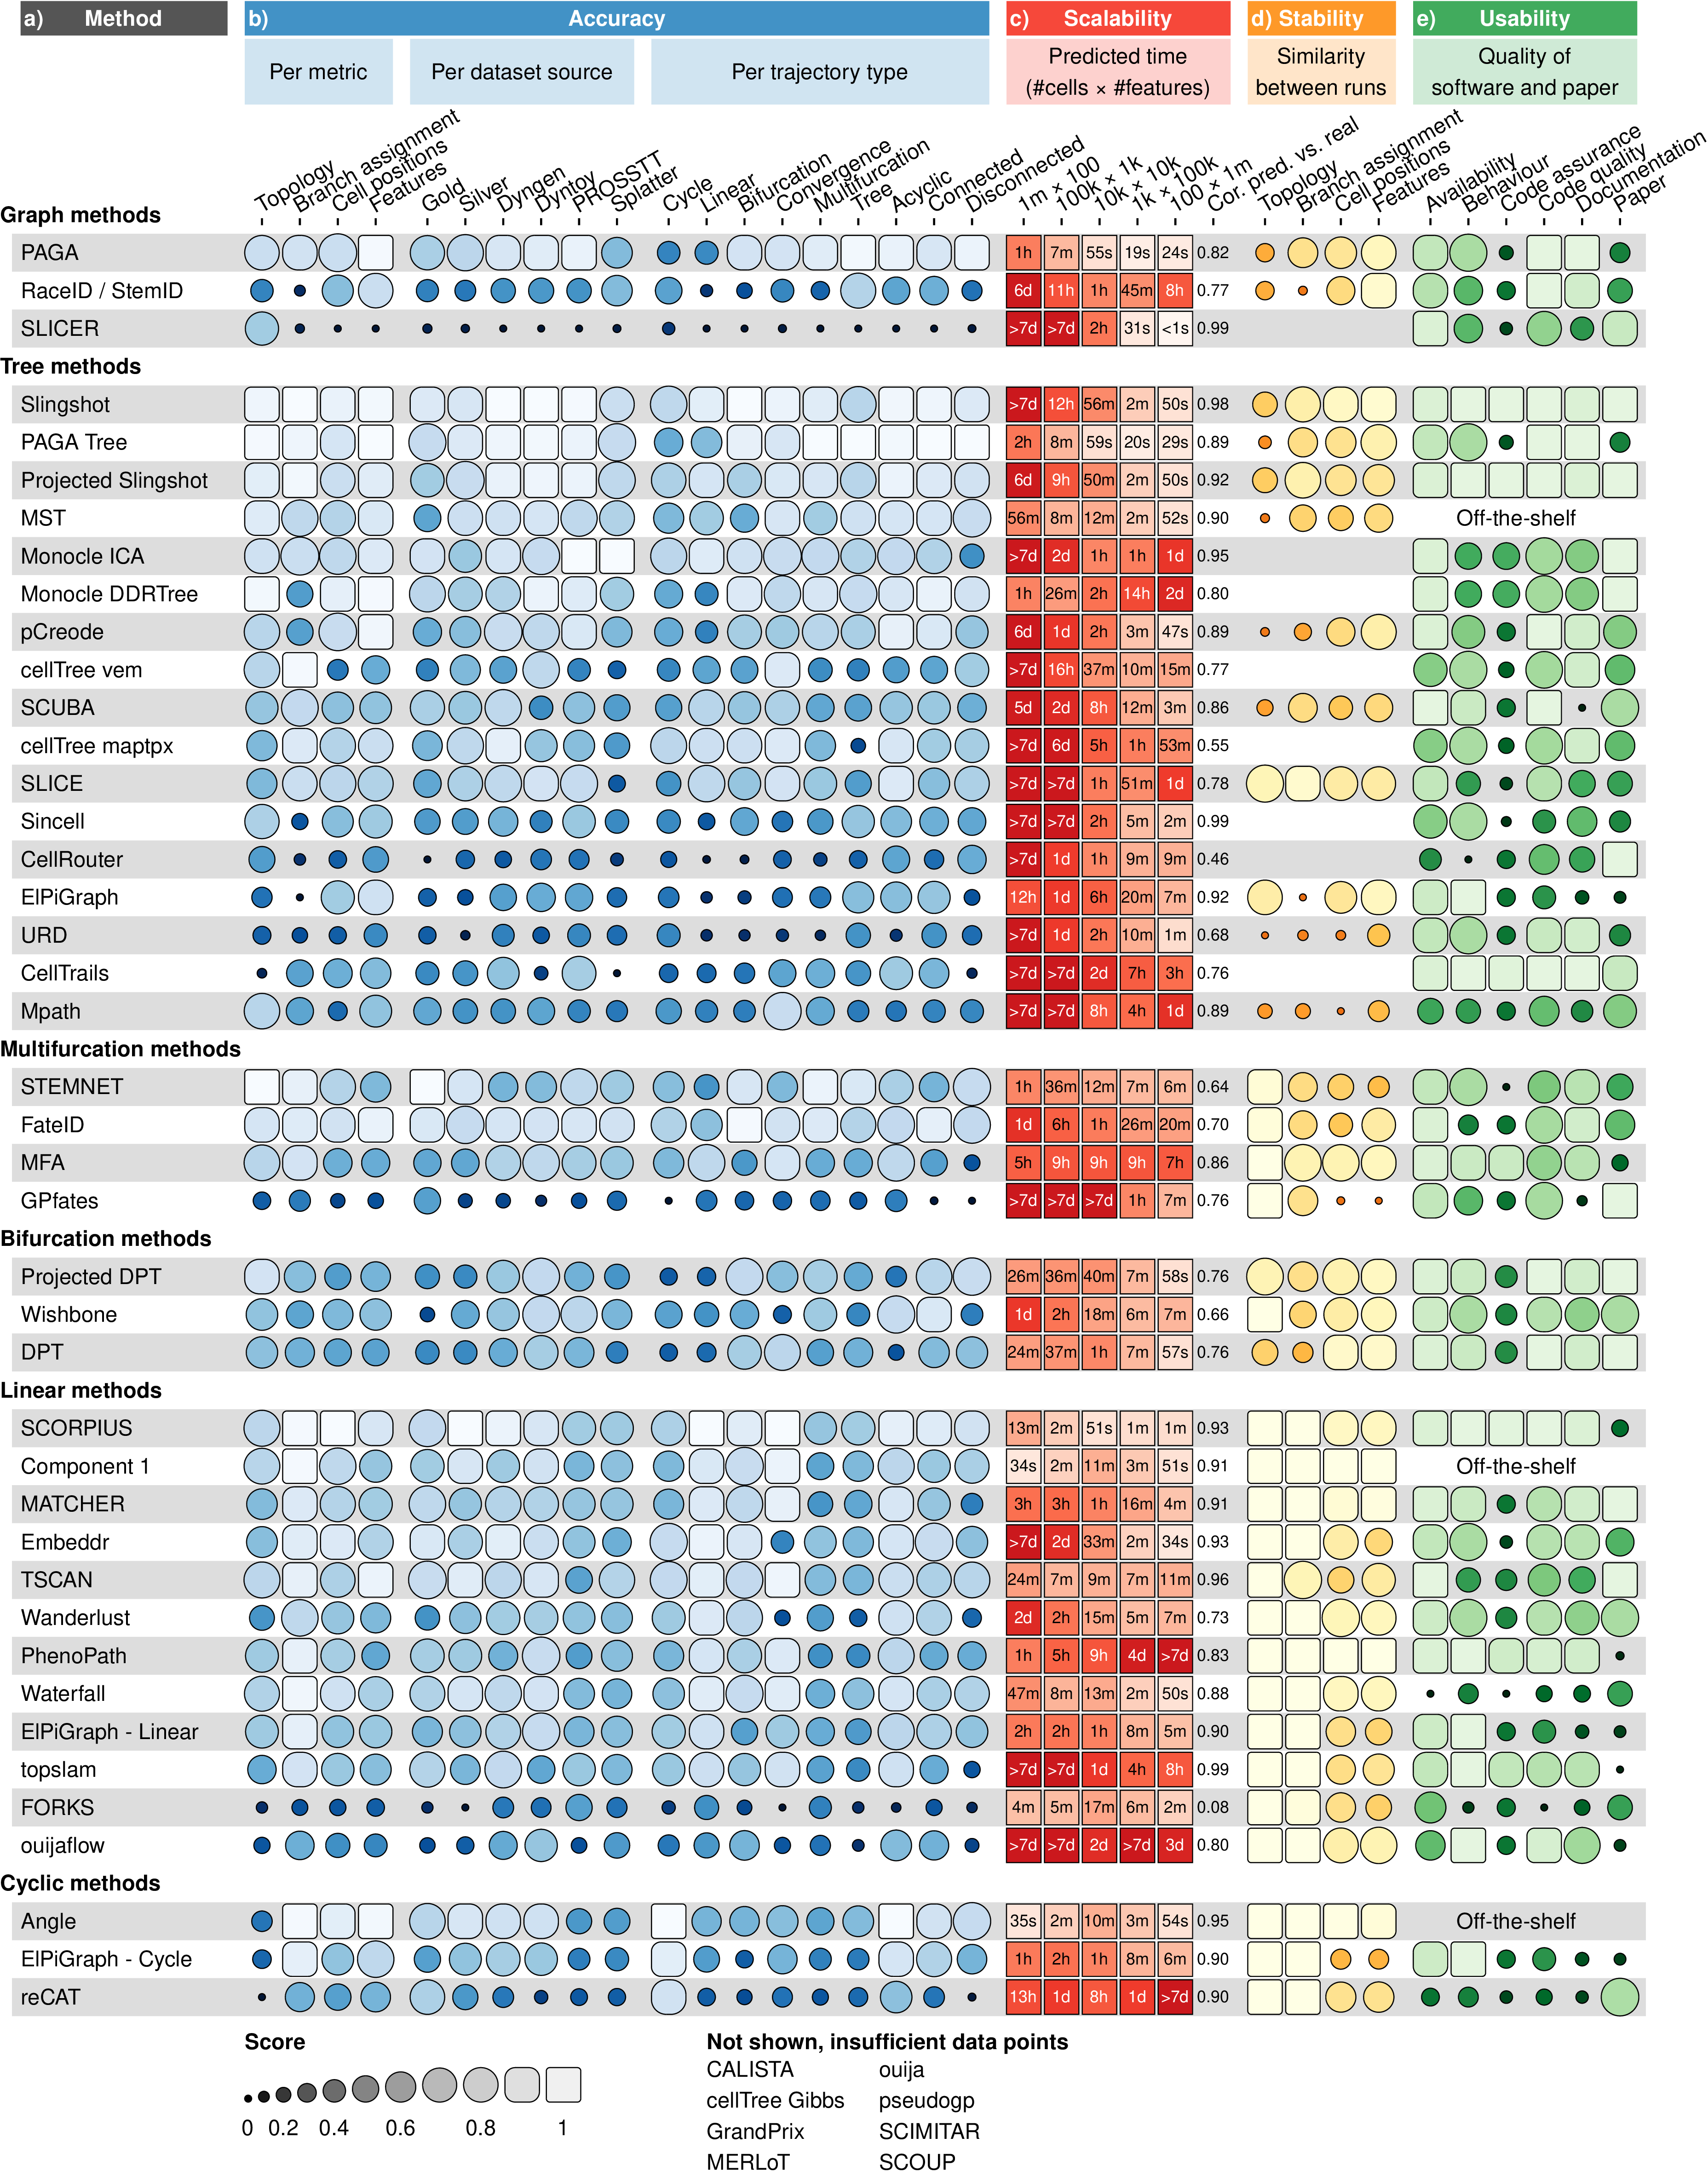 a) Method b) Accuracy c) Scalability d) Stability e) Usability
Per metric Per dataset source Per trajectory type Predicted time (#cells × #features) Similarity between runs Quality of software and paper
Topology Branch assignment Cell positions Features Gold Silver Dyngen Dyntoy PROSSTT Splatter Cycle Linear Bifurcation Convergence Multifurcation Tree Acyclic Connected Disconnected 1m × 100 100k × 1k 10k × 10k 1k × 100k 100 × 1m Cor. pred. vs. real Topology Branch assignment Cell positions Features Availability Behaviour Code assurance Code quality Documentation Paper
Graph methods
PAGA 1h 7m 55s 19s 24s 0.82
RaceID / StemID 6d 11h 1h 45m 8h 0.77
SLICER >7d >7d 2h 31s <1s 0.99
Tree methods
Slingshot >7d 12h 56m 2m 50s 0.98
PAGA Tree 2h 8m 59s 20s 29s 0.89
Projected Slingshot 6d 9h 50m 2m 50s 0.92
MST 56m 8m 12m 2m 52s 0.90 Off-the-shelf
Monocle ICA >7d 2d 1h 1h 1d 0.95
Monocle DDRTree 1h 26m 2h 14h 2d 0.80
pCreode 6d 1d 2h 3m 47s 0.89
cellTree vem >7d 16h 37m 10m 15m 0.77
SCUBA 5d 2d 8h 12m 3m 0.86
cellTree maptpx >7d 6d 5h 1h 53m 0.55
SLICE >7d >7d 1h 51m 1d 0.78
Sincell >7d >7d 2h 5m 2m 0.99
CellRouter >7d 1d 1h 9m 9m 0.46
ElPiGraph 12h 1d 6h 20m 7m 0.92
URD >7d 1d 2h 10m 1m 0.68
CellTrails >7d >7d 2d 7h 3h 0.76
Mpath >7d >7d 8h 4h 1d 0.89
Multifurcation methods
STEMNET 1h 36m 12m 7m 6m 0.64
FateID 1d 6h 1h 26m 20m 0.70
MFA 5h 9h 9h 9h 7h 0.86
GPfates >7d >7d >7d 1h 7m 0.76
Bifurcation methods
Projected DPT 26m 36m 40m 7m 58s 0.76
Wishbone 1d 2h 18m 6m 7m 0.66
DPT 24m 37m 1h 7m 57s 0.76
Linear methods
SCORPIUS 13m 2m 51s 1m 1m 0.93
Component 1 34s 2m 11m 3m 51s 0.91 Off-the-shelf
MATCHER 3h 3h 1h 16m 4m 0.91
Embeddr >7d 2d 33m 2m 34s 0.93
TSCAN 24m 7m 9m 7m 11m 0.96
Wanderlust 2d 2h 15m 5m 7m 0.73
PhenoPath 1h 5h 9h 4d >7d 0.83
Waterfall 47m 8m 13m 2m 50s 0.88
ElPiGraph - Linear 2h 2h 1h 8m 5m 0.90
topslam >7d >7d 1d 4h 8h 0.99
FORKS 4m 5m 17m 6m 2m 0.08
ouijaflow >7d >7d 2d >7d 3d 0.80
Cyclic methods
Angle 35s 2m 10m 3m 54s 0.95 Off-the-shelf
ElPiGraph - Cycle 1h 2h 1h 8m 6m 0.90
reCAT 13h 1d 8h 1d >7d 0.90
Score Not shown, insufficient data points
CALISTA ouija
cellTree Gibbs pseudogp
0 0.2 0.4 0.6 0.8 1 GrandPrix SCIMITAR
MERLoT SCOUP